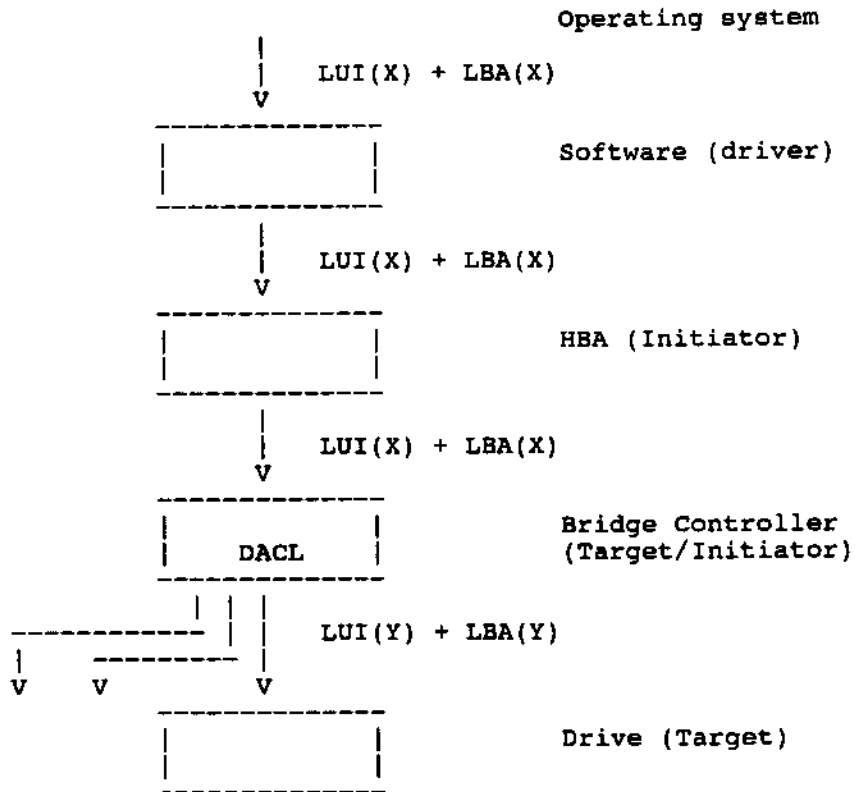 Operating system
LUI(X) + LBA(X)
Software (driver)
LUI(X) + LBA(X)
HBA (Initiator)
LUI(X) + LBA(X)
Bridge Controller
DACL (Target/Initiator)
LUI(Y) + LBA(Y)
V V V
Drive (Target)